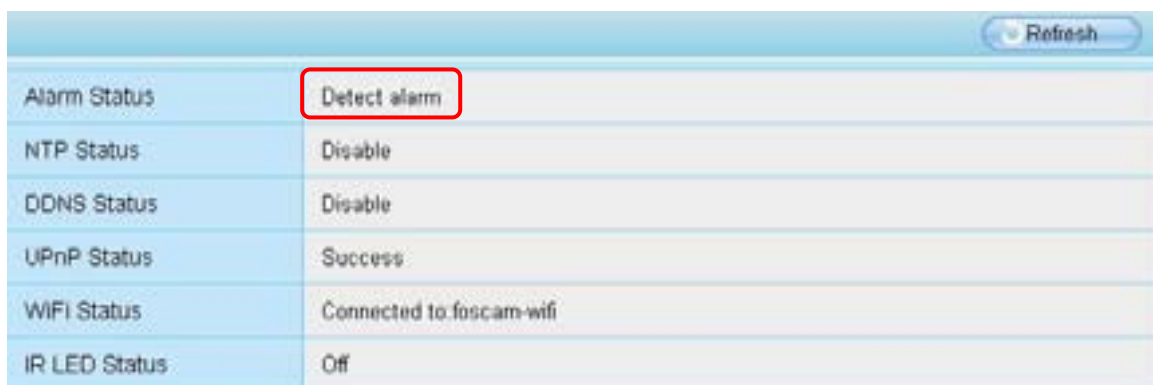 Refresh
Alarm Status Detect alarm
NTP Status Disable
DDNS Status Disable
UPnP Status Success
WiFi Status Connected to:foscam-wifi
IR LED Status Off